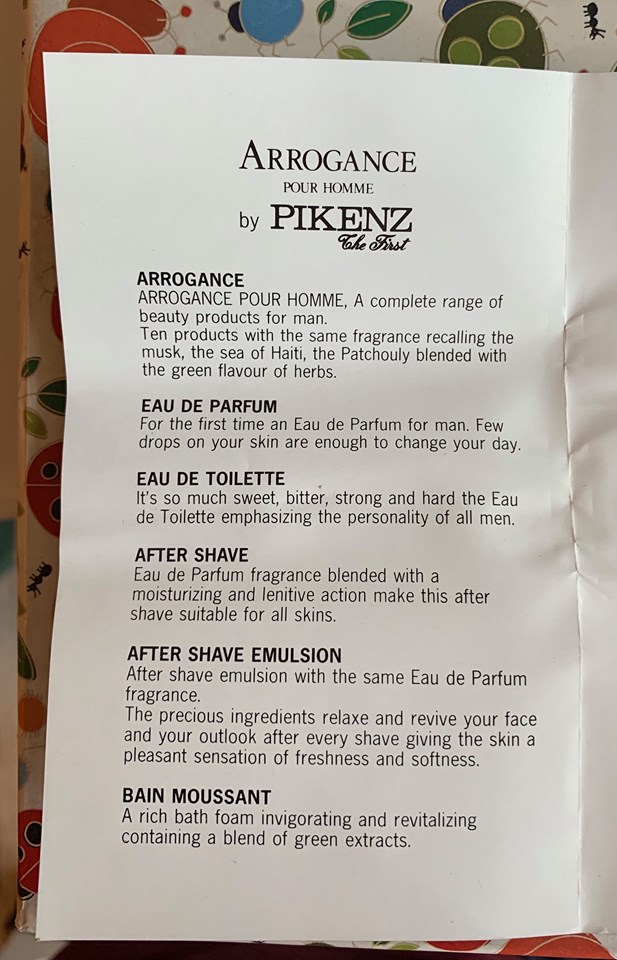 ARROGANCE
POUR HOMME
by PIKENZ
The First
ARROGANCE
ARROGANCE POUR HOMME, A complete range of
beauty products for man.
Ten products with the same fragrance recalling the
musk, the sea of Haiti, the Patchouly blended with
the green flavour of herbs.
EAU DE PARFUM
For the first time an Eau de Parfum for man. Few
drops on your skin are enough to change your day.
EAU DE TOILETTE
It's so much sweet, bitter, strong and hard the Eau
de Toilette emphasizing the personality of all men.
AFTER SHAVE
Eau de Parfum fragrance blended with a
moisturizing and lenitive action make this after
shave suitable for all skins.
AFTER SHAVE EMULSION
After shave emulsion with the same Eau de Parfum
fragrance.
The precious ingredients relaxe and revive your face
and your outlook after every shave giving the skin a
pleasant sensation of freshness and softness.
BAIN MOUSSANT
A rich bath foam invigorating and revitalizing
containing a blend of green extracts.